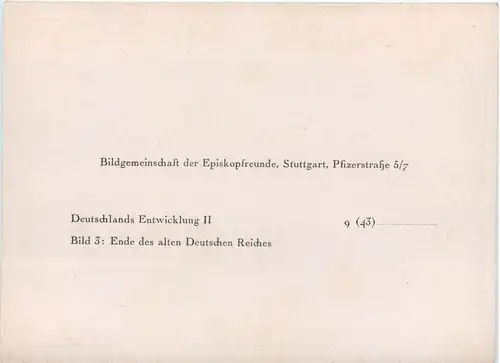 Bildgemeinschaft der Episkopfreunde, Stuttgart, Pfizerstraße 5/7
Deutschlands Entwicklung II 9 (43)........................
Bild 3: Ende des alten Deutschen Reiches